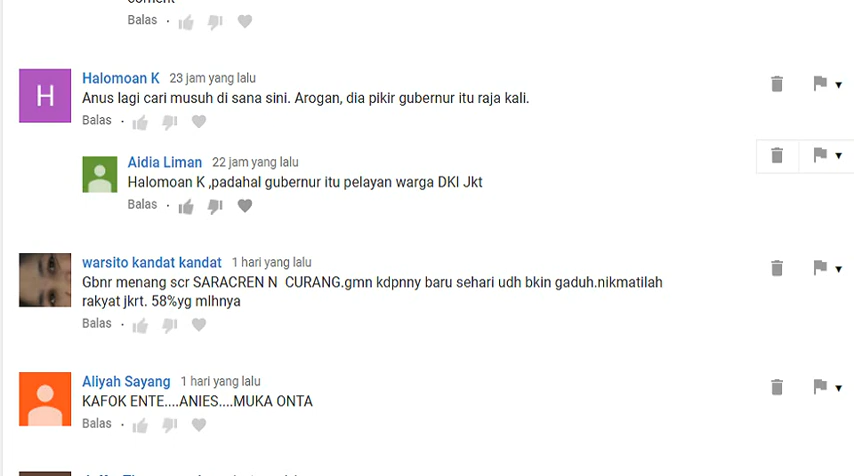 Balas
H
Halomoan K 23 jam yang lalu
Anus lagi cari musuh di sana sini. Arogan, dia pikir gubernur itu raja kali.
Balas
Aidia Liman 22 jam yang lalu
Halomoan K ,padahal gubernur itu pelayan warga DKI Jkt
Balas
warsito kandat kandat 1 hari yang lalu
Gbnr menang scr SARACREN N CURANG.gmn kdpnny baru sehari udh bkin gaduh.nikmatilah
rakyat jkrt. 58%yg mlhnya
Balas
Aliyah Sayang 1 hari yang lalu
KAFOK ENTE....ANIES....MUKA ONTA
Balas